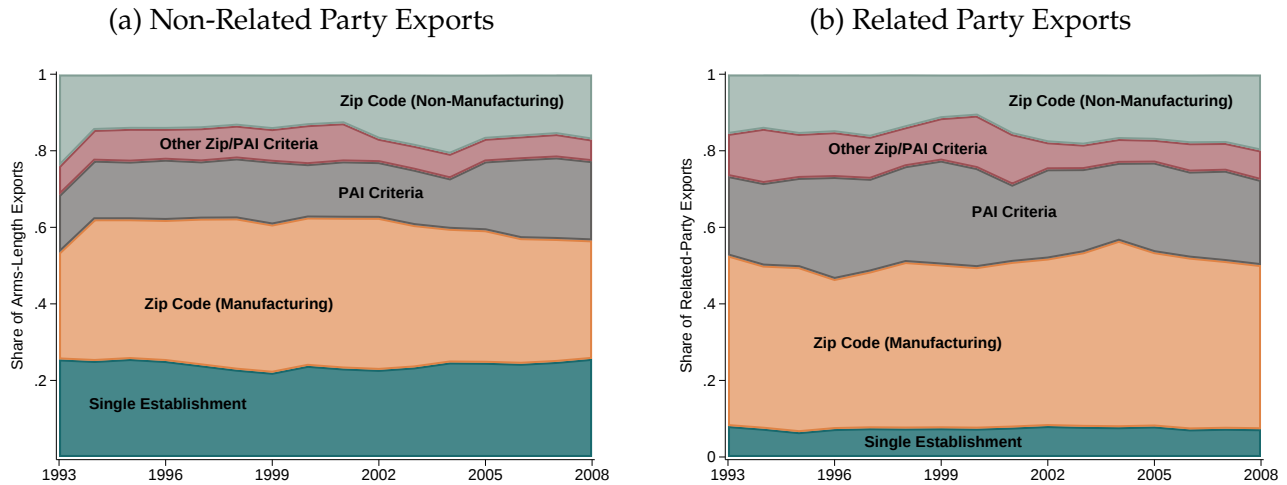 (a) Non-Related Party Exports
Share of Arms-Length Exports
1
.8
.6
.4
.2
Zip Code (Non-Manufacturing)
Other Zip/PAI Criteria
PAI Criteria
Zip Code (Manufacturing)
Single Establishment
1993 1996 1999 2002 2005 2008
(b) Related Party Exports
Share of Related-Party Exports
1
.8
.6
.4
.2
0
Zip Code (Non-Manufacturing)
Other Zip/PAI Criteria
PAI Criteria
Zip Code (Manufacturing)
Single Establishment
1993 1996 1999 2002 2005 2008